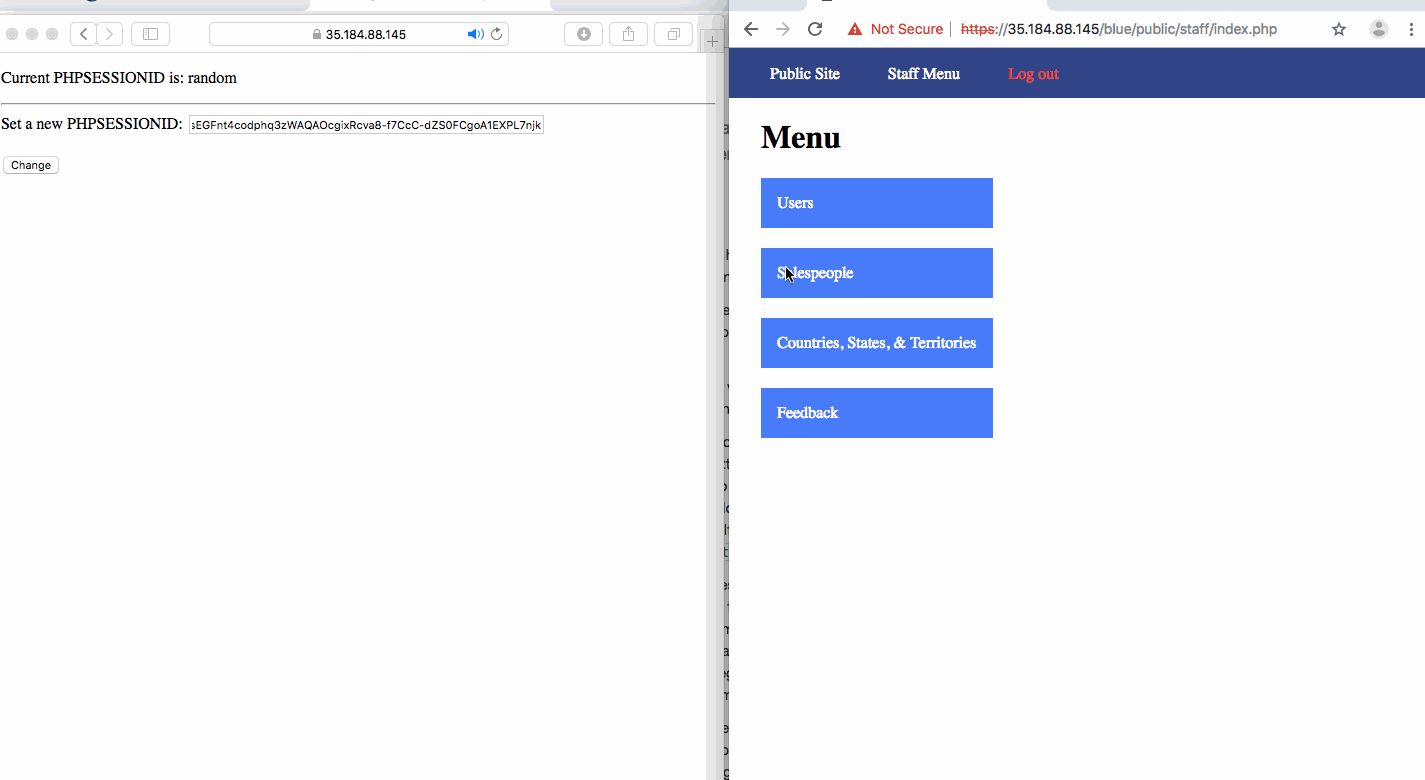 35.184.88.145
Current PHPSESSIONID is: random
Set a new PHPSESSIONID: sEGFnt4codphq3zWAQAOcgixRcva8-f7CcC-dZS0FCgoA1EXPL7njk
Change
Not Secure https://35.184.88.145/blue/public/staff/index.php
Public Site Staff Menu Log out
Menu
Users
Salespeople
Countries, States, & Territories
Feedback